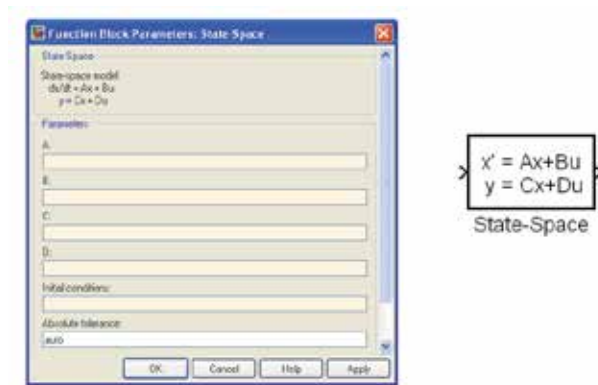 Function Block Parameters: State Space
State Space
State-space model:
dx/dt = Ax + Bu
y = Cx + Du
Parameters
A:
B:
C:
D:
Initial conditions:
Absolute tolerance:
auto
OK Cancel Help Apply
x' = Ax+Bu
y = Cx+Du
State-Space